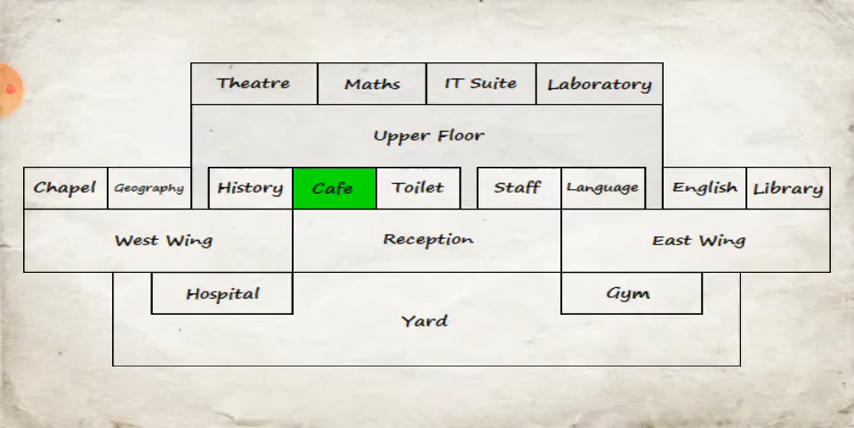 Theatre Maths IT Suite Laboratory
Upper Floor
Chapel Geography History Cafe Toilet Staff Language English Library
West Wing Reception East Wing
Hospital Gym
Yard